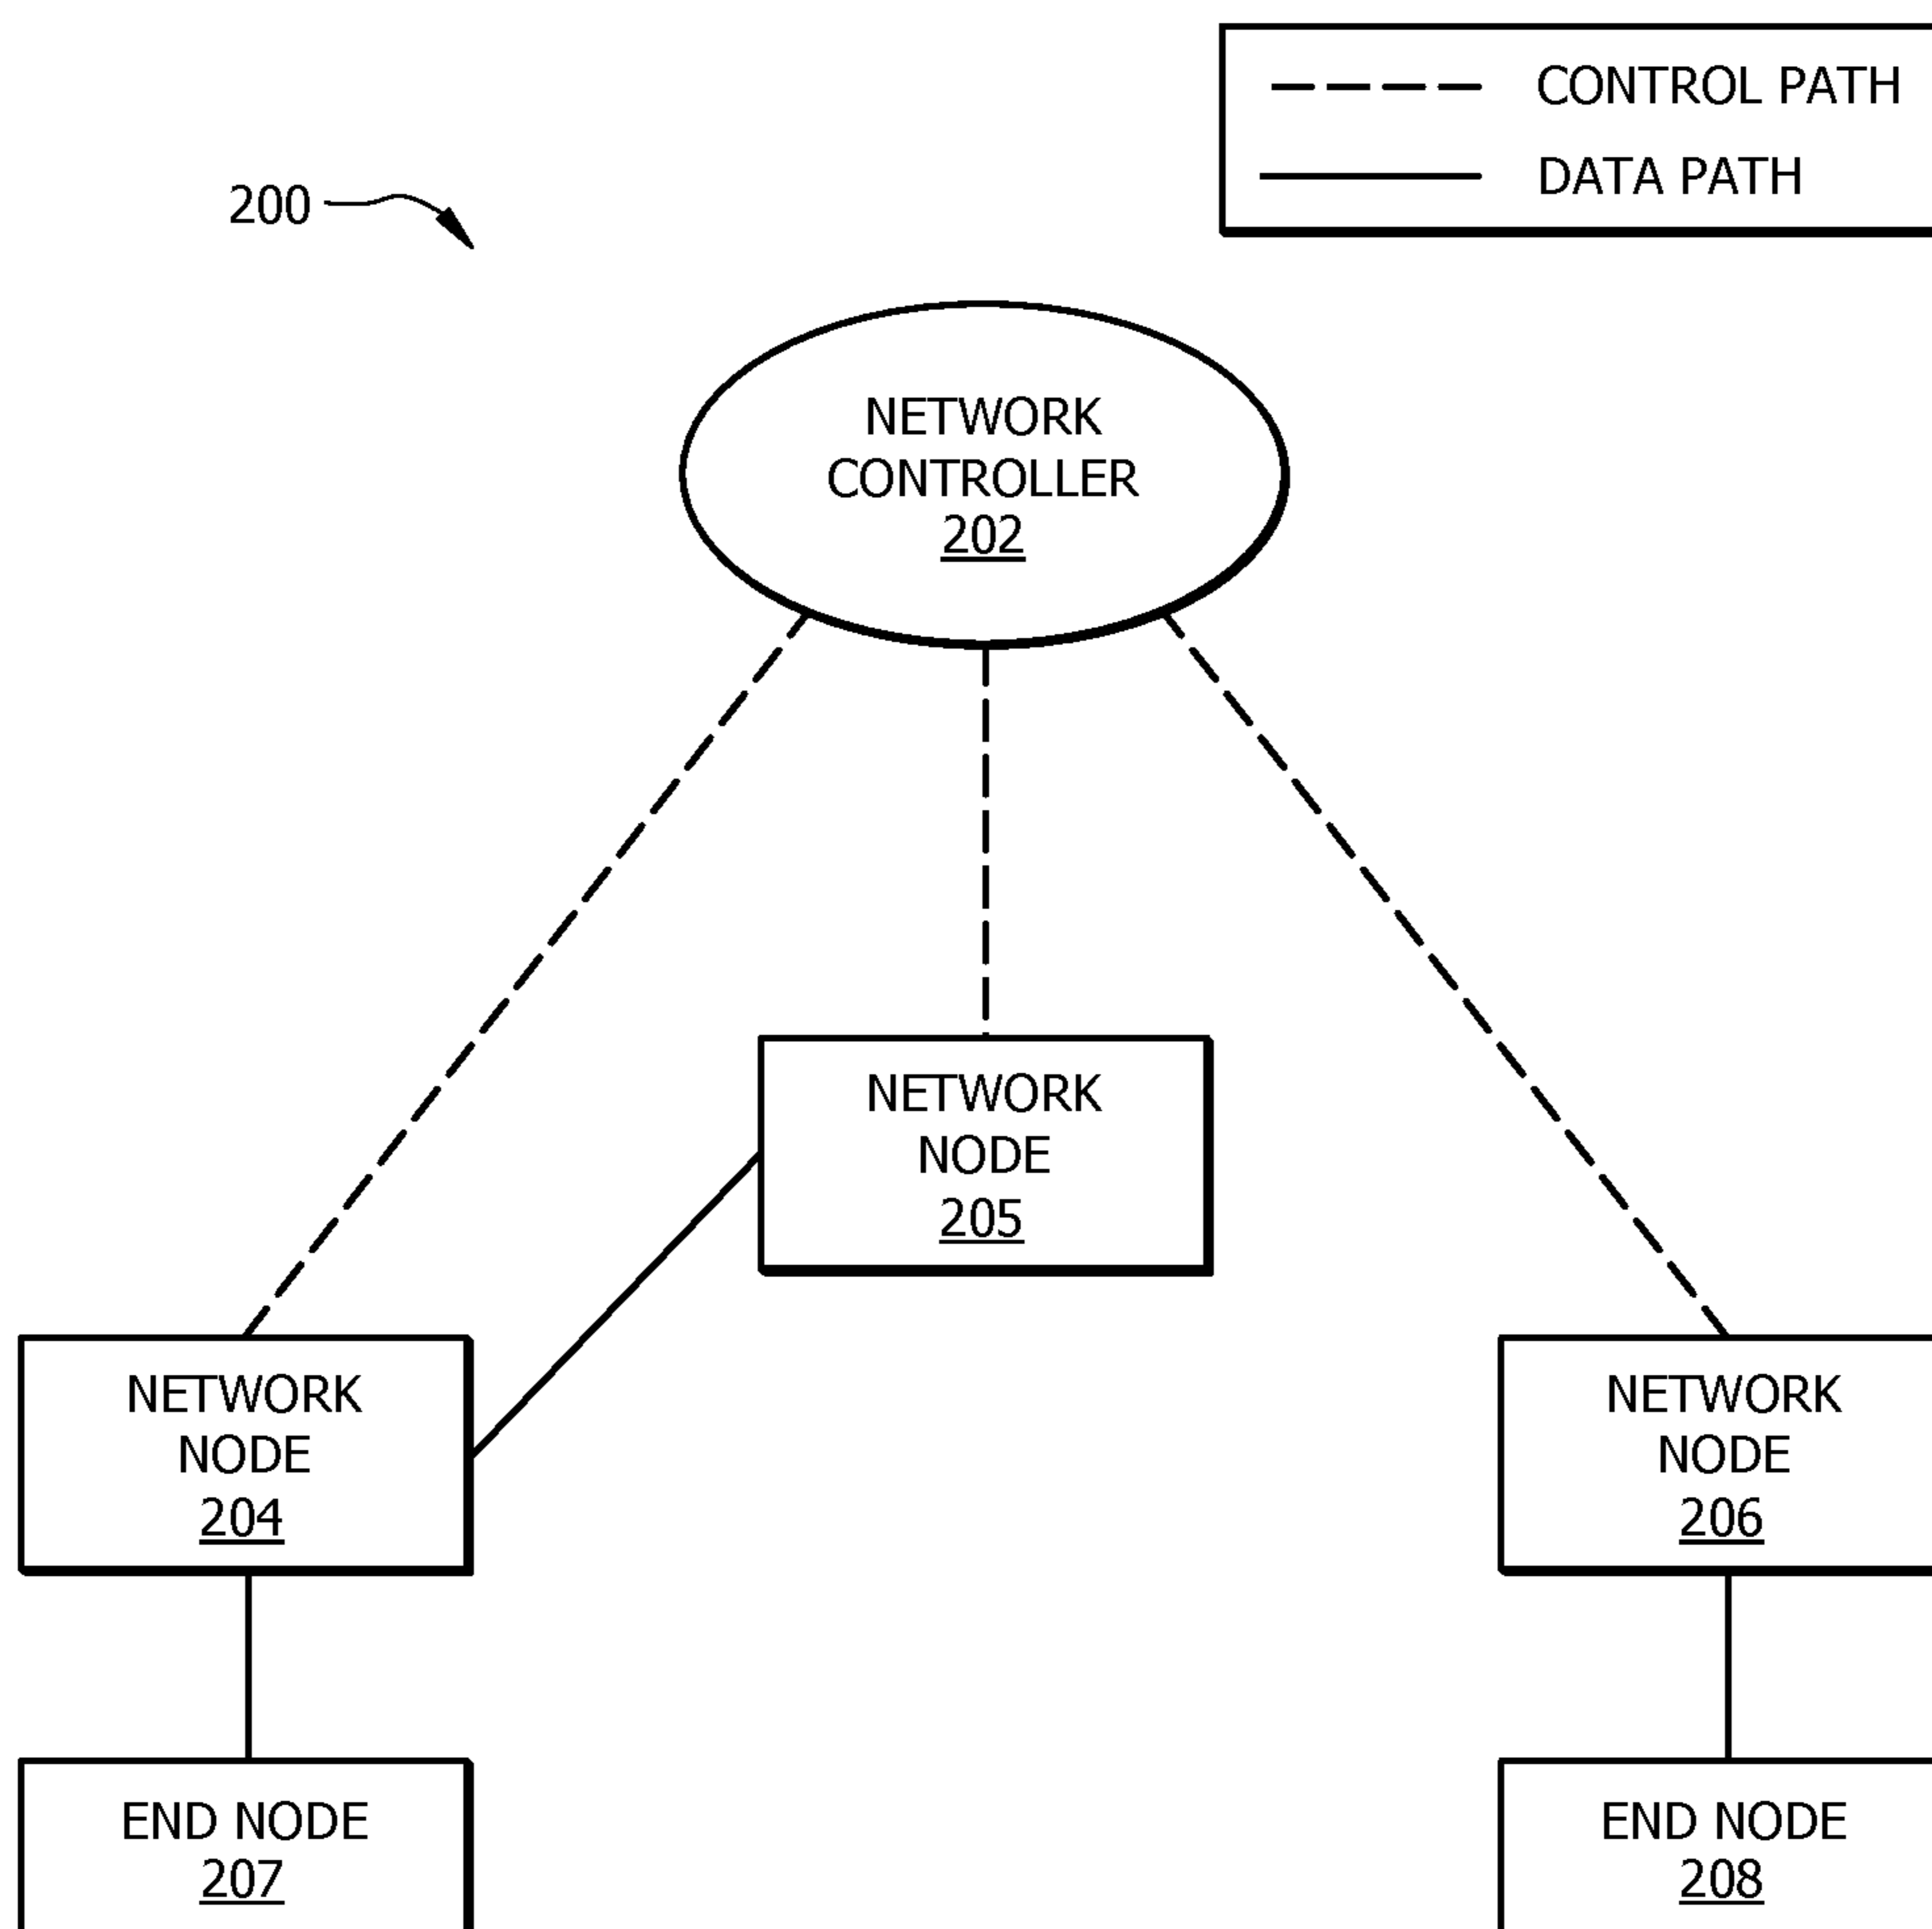 CONTROL PATH
DATA PATH
200
NETWORK
CONTROLLER
202
NETWORK
NODE
205
NETWORK
NODE
204
NETWORK
NODE
206
END NODE
207
END NODE
208